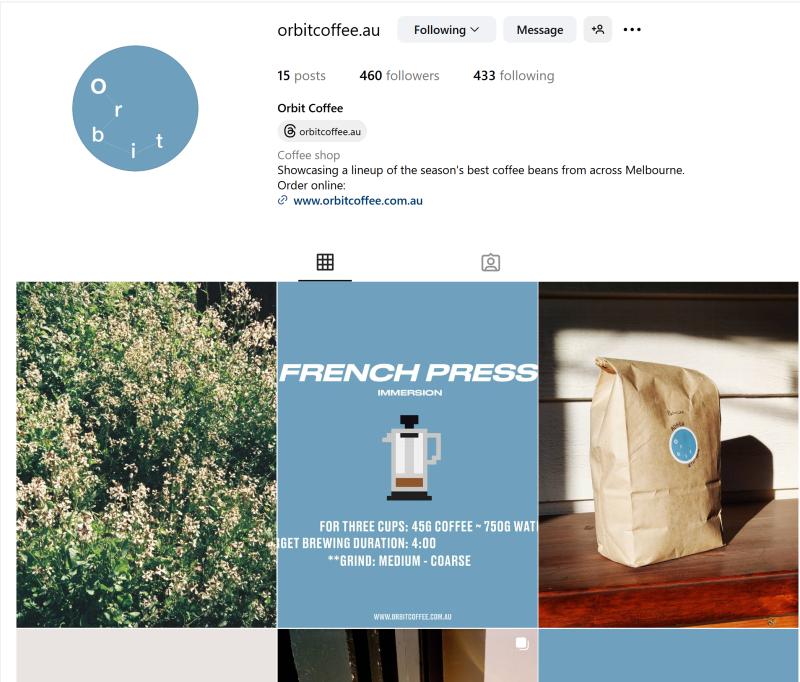 orbitcoffee.au Following Message
15 posts 460 followers 433 following
Orbit Coffee
orbitcoffee.au
Coffee shop
Showcasing a lineup of the season's best coffee beans from across Melbourne.
Order online:
www.orbitcoffee.com.au
O
r
b
i
t
FRENCH PRESS
IMMERSION
FOR THREE CUPS: 45G COFFEE ~ 750G WAT
GET BREWING DURATION: 4:00
**GRIND: MEDIUM - COARSE
WWW.ORBITCOFFEE.COM.AU